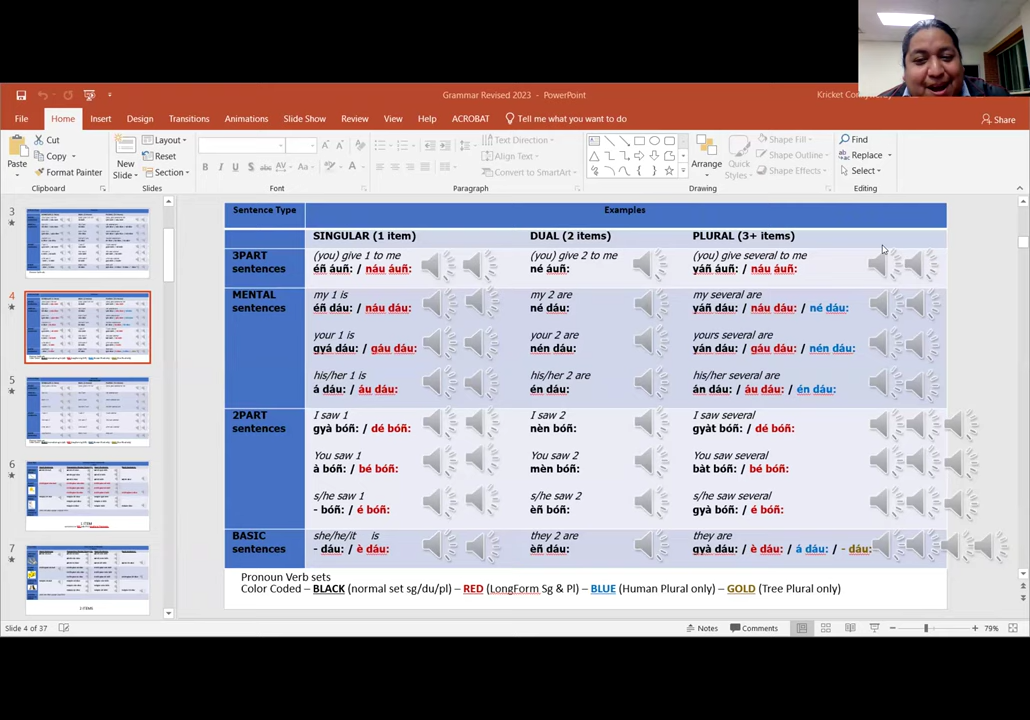 Grammar Revised 2023 - PowerPoint
Kricket
File Home Insert Design Transitions Animations Slide Show Review View Help ACROBAT Tell me what you want to do Share
Paste
Cut
Copy
Format Painter
Clipboard
New
Slide
Layout
Reset
Section
Slides
Font
Text Direction
Align Text
Convert to SmartArt
Paragraph
Arrange
Quick
Styles
Shape Fill
Shape Outline
Shape Effects
Drawing
Find
Replace
Select
Editing
3
4
5
6
7
Sentence Type Examples
SINGULAR (1 item) DUAL (2 items) PLURAL (3+ items)
3PART
sentences
(you) give 1 to me (you) give 2 to me (you) give several to me
éñ áuñ: / náu áuñ: né áuñ: yáñ áuñ: / náu áuñ:
MENTAL
sentences
my 1 is my 2 are my several are
éñ dáu: / náu dáu: né dáu: yáñ dáu: / náu dáu: / né dáu:
your 1 is your 2 are yours several are
gyá dáu: / gáu dáu: nén dáu: yán dáu: / gáu dáu: / nén dáu:
his/her 1 is his/her 2 are his/her several are
á dáu: / áu dáu: én dáu: án dáu: / áu dáu: / én dáu:
2PART
sentences
I saw 1 I saw 2 I saw several
gyà bóñ: / dé bóñ: nèn bóñ: gyàt bóñ: / dé bóñ:
You saw 1 You saw 2 You saw several
à bóñ: / bé bóñ: mèn bóñ: bàt bóñ: / bé bóñ:
s/he saw 1 s/he saw 2 s/he saw several
- bóñ: / é bóñ: èñ bóñ: gyà bóñ: / é bóñ:
BASIC
sentences
she/he/it is they 2 are they are
- dáu: / è dáu: èñ dáu: gyà dáu: / è dáu: / á dáu: / - dáu:
Pronoun Verb sets
Color Coded – BLACK (normal set sg/du/pl) – RED (LongForm Sg & Pl) – BLUE (Human Plural only) – GOLD (Tree Plural only)
Slide 4 of 37 Notes Comments 79%